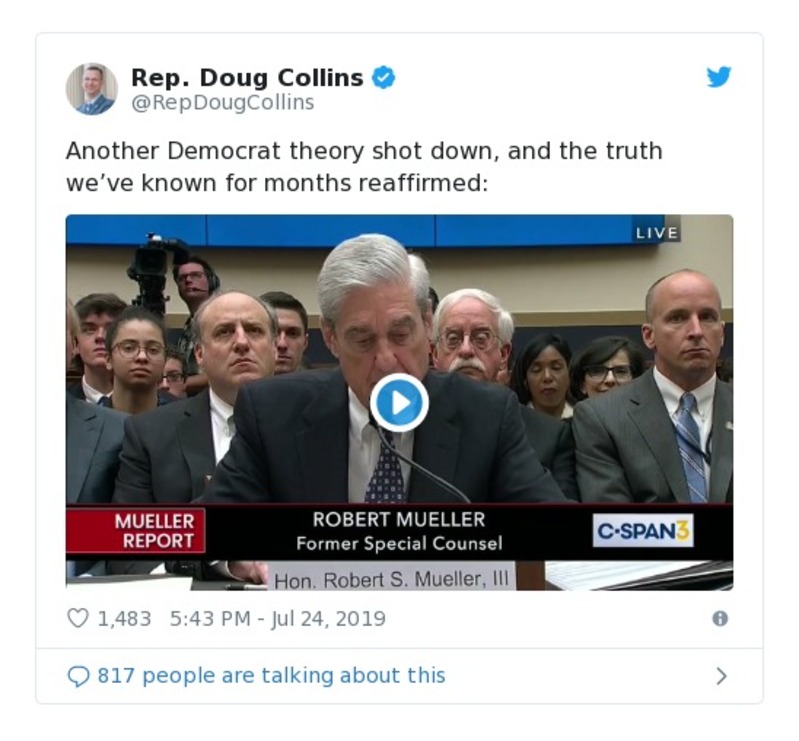 Rep. Doug Collins
@RepDougCollins
Another Democrat theory shot down, and the truth
we’ve known for months reaffirmed:
LIVE
MUELLER
REPORT
ROBERT MUELLER
Former Special Counsel
C·SPAN3
Hon. Robert S. Mueller, III
1,483 5:43 PM - Jul 24, 2019
817 people are talking about this